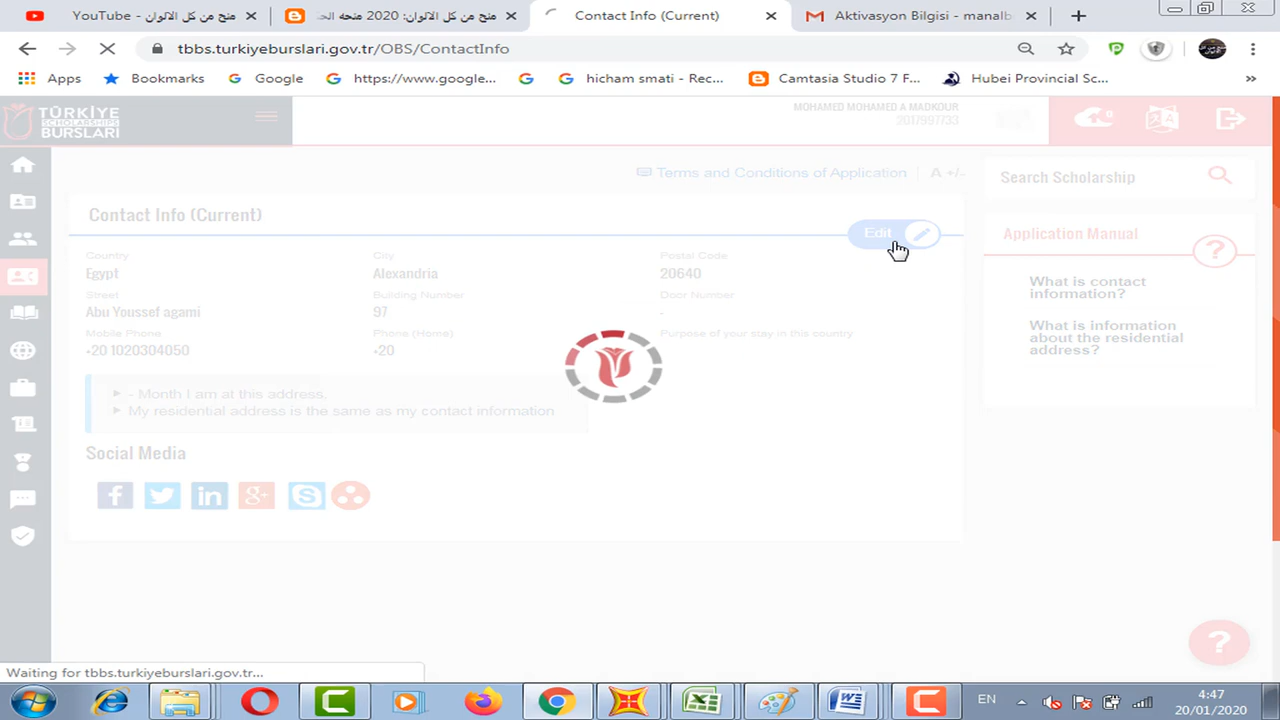 YouTube - منح من كل الالوان
منح من كل الالوان: 2020 منحه الحـ
Contact Info (Current)
Aktivasyon Bilgisi - manalb
tbbs.turkiyeburslari.gov.tr/OBS/ContactInfo
Apps Bookmarks Google https://www.google... hicham smati - Rec... Camtasia Studio 7 F... Hubei Provincial Sc... »
TÜRKİYE
SCHOLARSHIPS
BURSLARI
MOHAMED MOHAMED A MADKOUR
2017997733
Terms and Conditions of Application A +/-
Search Scholarship
Contact Info (Current)
Edit
Application Manual
?
Country City Postal Code
Egypt Alexandria 20640
Street Building Number Door Number
Abu Youssef agami 97 -
Mobile Phone Phone (Home) Purpose of your stay in this country
+20 1020304050 +20
What is contact
information?
What is information
about the residential
address?
- Month I am at this address.
My residential address is the same as my contact information
Social Media
?
Waiting for tbbs.turkiyeburslari.gov.tr...
EN
4:47
20/01/2020